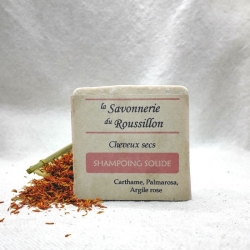 la Savonnerie
du Roussillon
Cheveux secs
SHAMPOING SOLIDE
Carthame, Palmarosa,
Argile rose